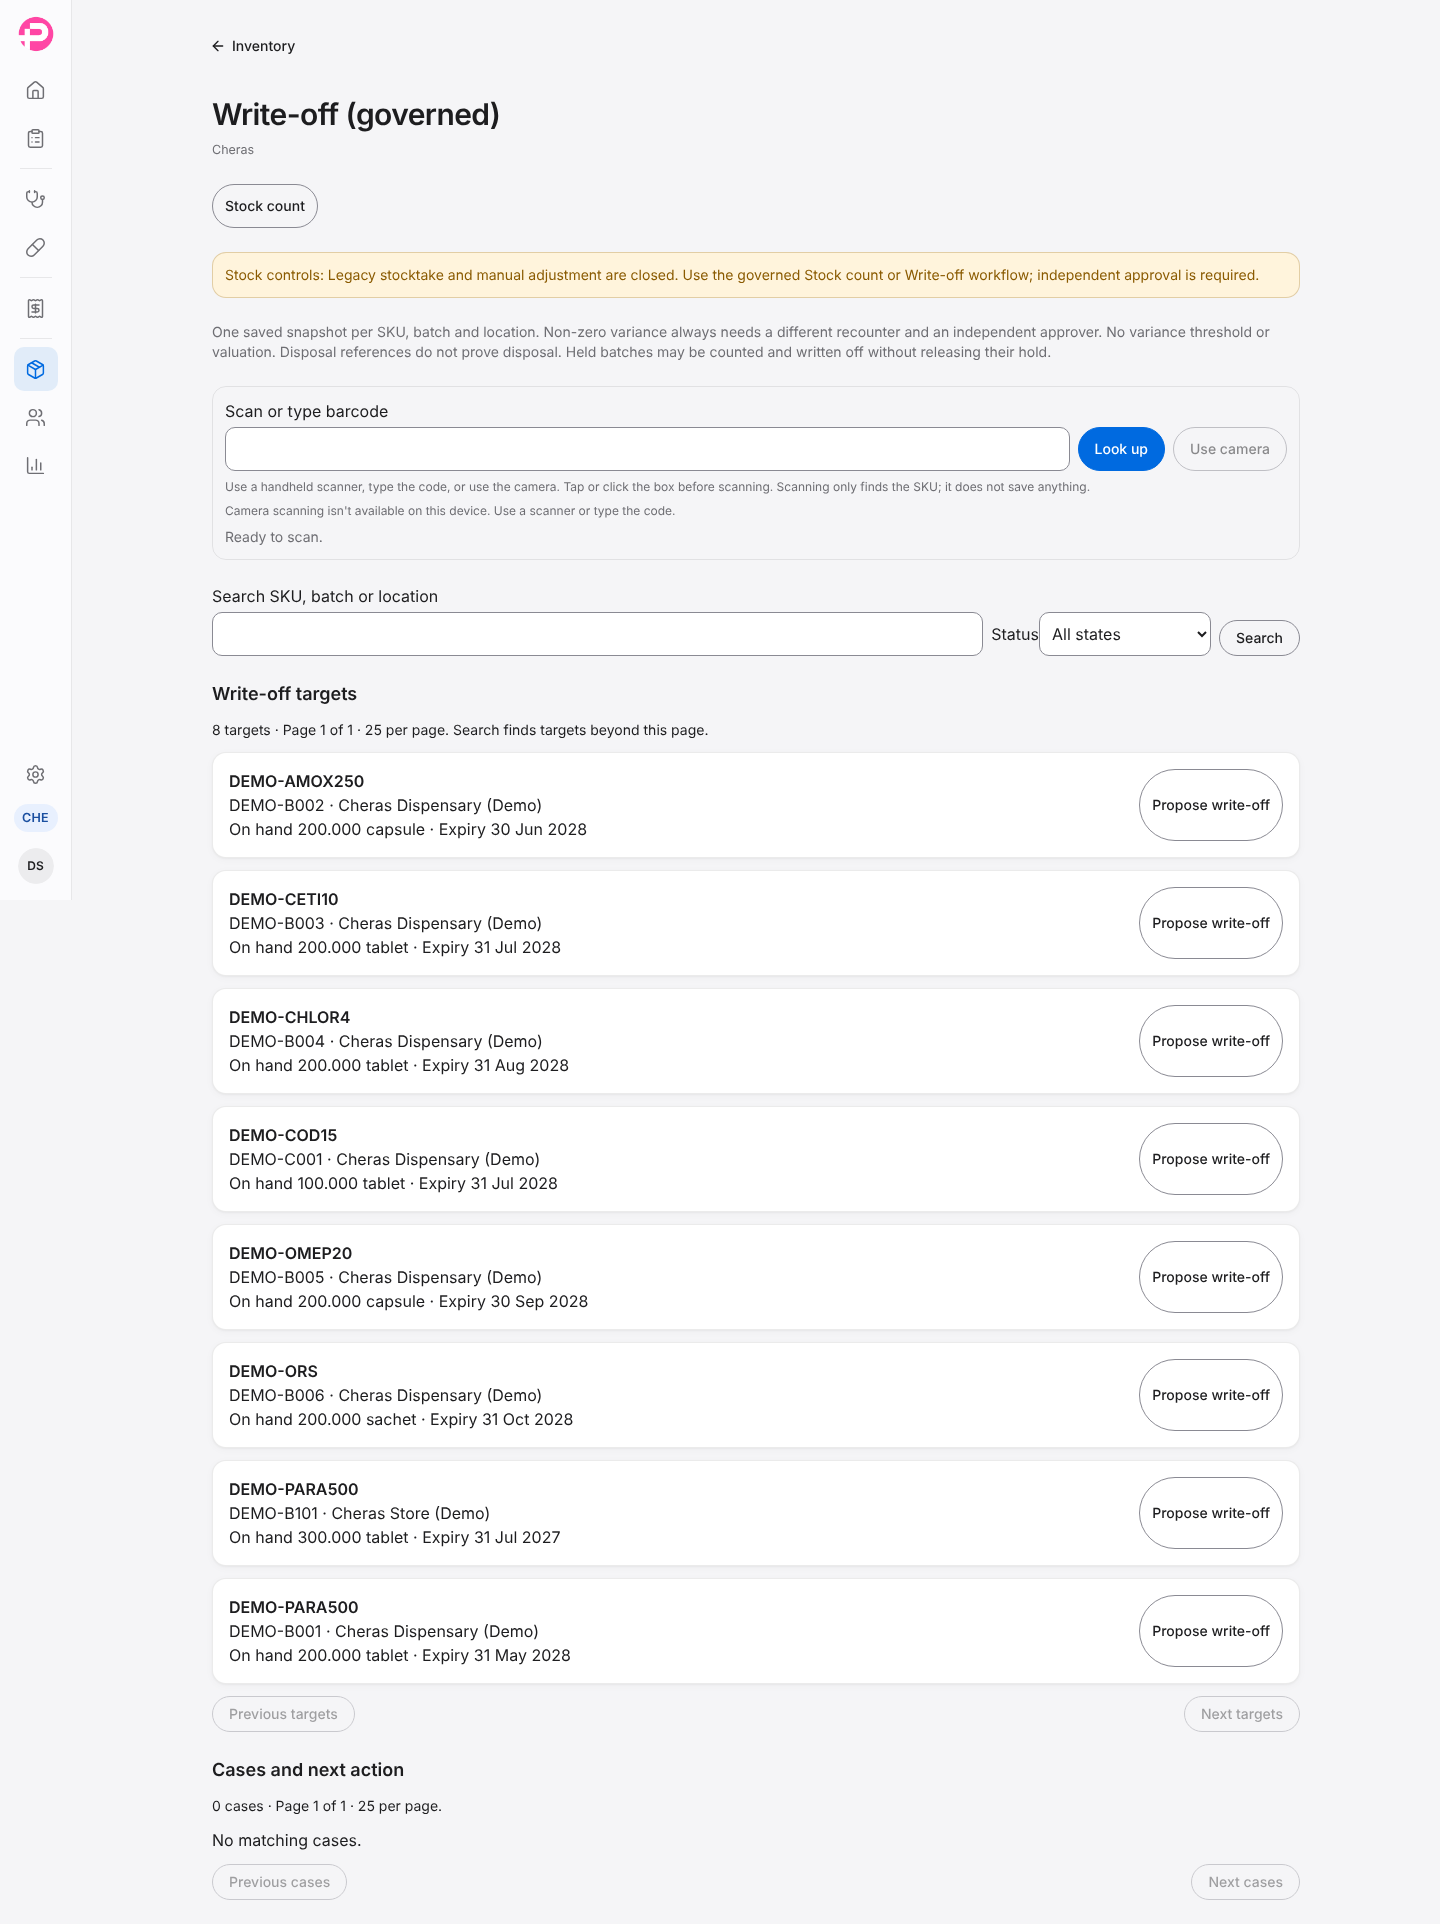 Inventory
Write-off (governed)
Cheras
Stock count
Stock controls: Legacy stocktake and manual adjustment are closed. Use the governed Stock count or Write-off workflow; independent approval is required.
One saved snapshot per SKU, batch and location. Non-zero variance always needs a different recounter and an independent approver. No variance threshold or
valuation. Disposal references do not prove disposal. Held batches may be counted and written off without releasing their hold.
Scan or type barcode
Look up
Use camera
Use a handheld scanner, type the code, or use the camera. Tap or click the box before scanning. Scanning only finds the SKU; it does not save anything.
Camera scanning isn't available on this device. Use a scanner or type the code.
Ready to scan.
Search SKU, batch or location
Status
All states
Search
Write-off targets
8 targets · Page 1 of 1 · 25 per page. Search finds targets beyond this page.
DEMO-AMOX250
DEMO-B002 · Cheras Dispensary (Demo)
On hand 200.000 capsule · Expiry 30 Jun 2028
Propose write-off
DEMO-CETI10
DEMO-B003 · Cheras Dispensary (Demo)
On hand 200.000 tablet · Expiry 31 Jul 2028
Propose write-off
DEMO-CHLOR4
DEMO-B004 · Cheras Dispensary (Demo)
On hand 200.000 tablet · Expiry 31 Aug 2028
Propose write-off
DEMO-COD15
DEMO-C001 · Cheras Dispensary (Demo)
On hand 100.000 tablet · Expiry 31 Jul 2028
Propose write-off
DEMO-OMEP20
DEMO-B005 · Cheras Dispensary (Demo)
On hand 200.000 capsule · Expiry 30 Sep 2028
Propose write-off
DEMO-ORS
DEMO-B006 · Cheras Dispensary (Demo)
On hand 200.000 sachet · Expiry 31 Oct 2028
Propose write-off
DEMO-PARA500
DEMO-B101 · Cheras Store (Demo)
On hand 300.000 tablet · Expiry 31 Jul 2027
Propose write-off
DEMO-PARA500
DEMO-B001 · Cheras Dispensary (Demo)
On hand 200.000 tablet · Expiry 31 May 2028
Propose write-off
Previous targets
Next targets
Cases and next action
0 cases · Page 1 of 1 · 25 per page.
No matching cases.
Previous cases
Next cases
CHE
DS